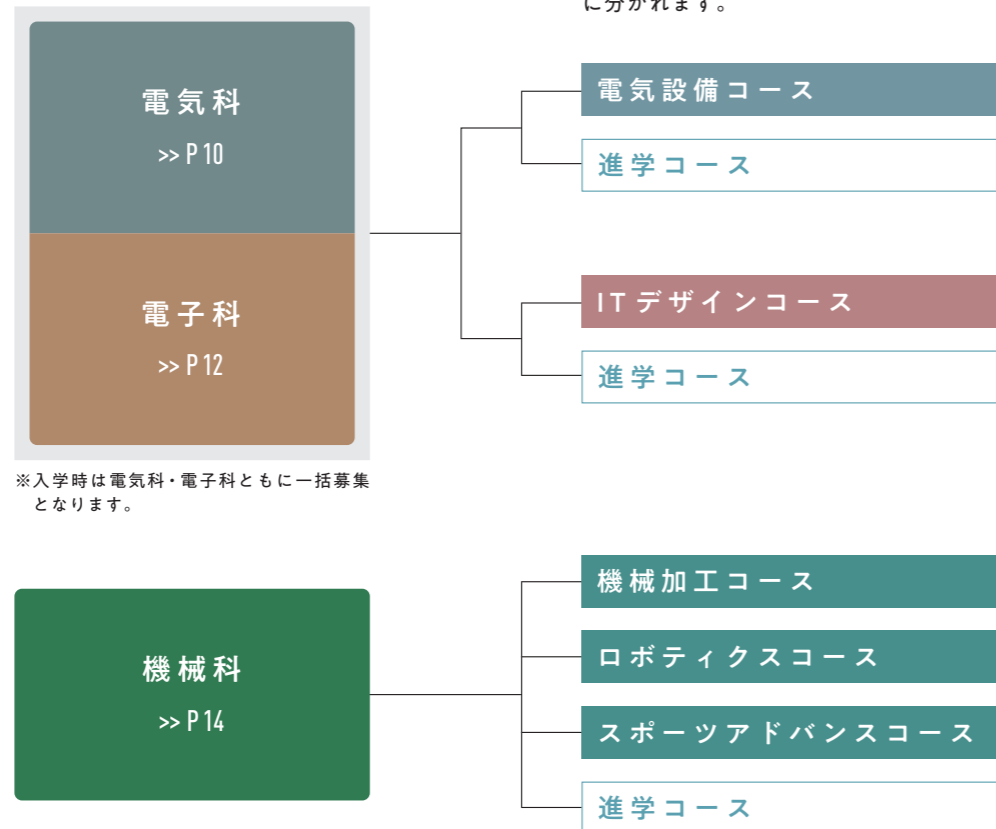 に分かれます。
電気科
>> P 10
電子科
>> P 12
※入学時は電気科・電子科ともに一括募集
となります。
電気設備コース
進学コース
ITデザインコース
進学コース
機械科
>> P 14
機械加工コース
ロボティクスコース
スポーツアドバンスコース
進学コース